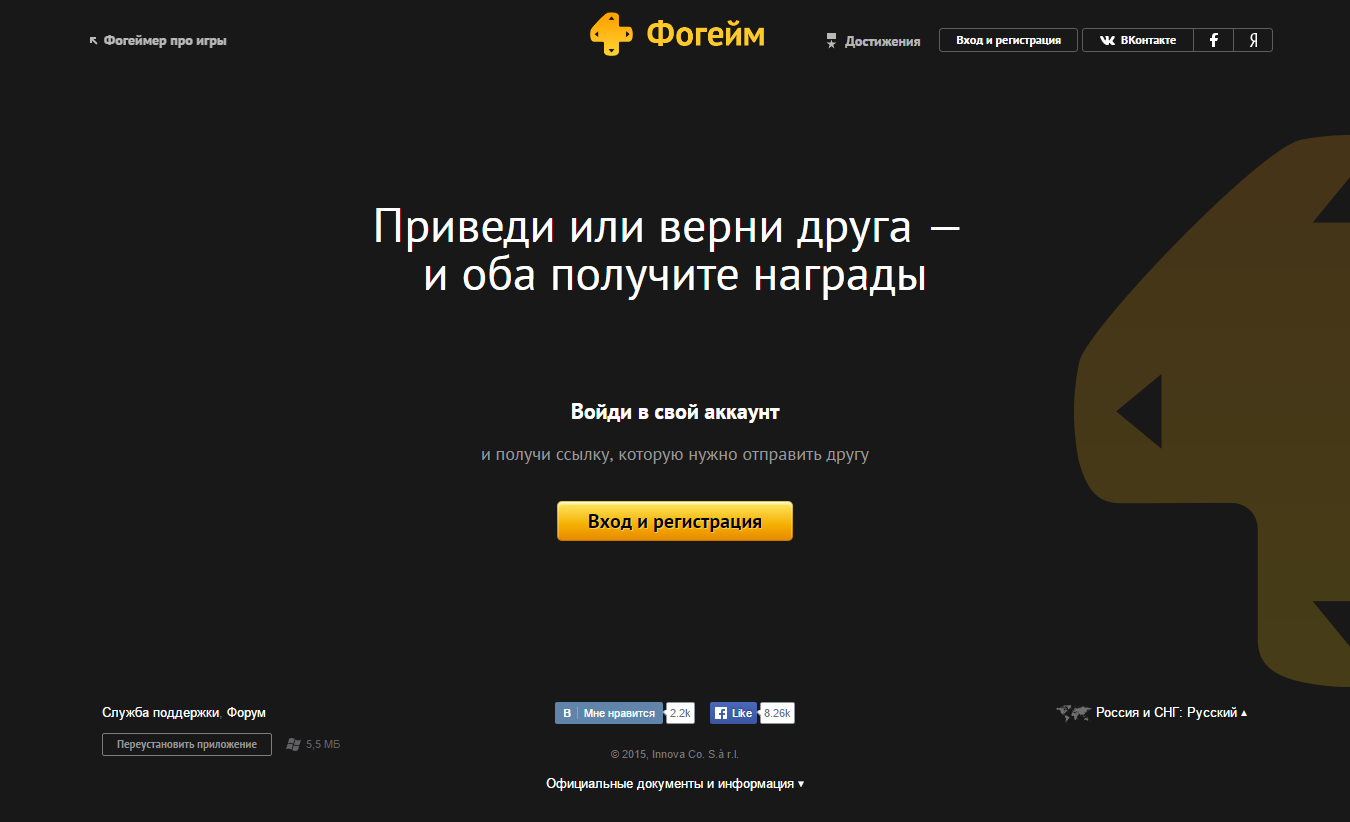 Фогеймер про игры
Фогейм
Достижения
Вход и регистрация
ВКонтакте
Я
Приведи или верни друга —
и оба получите награды
Войди в свой аккаунт
и получи ссылку, которую нужно отправить другу
Вход и регистрация
Служба поддержки, Форум
B Мне нравится 2.2k
Like 8.26k
Россия и СНГ: Русский ▴
Переустановить приложение
5,5 МБ
© 2015, Innova Co. S.à r.l.
Официальные документы и информация ▾